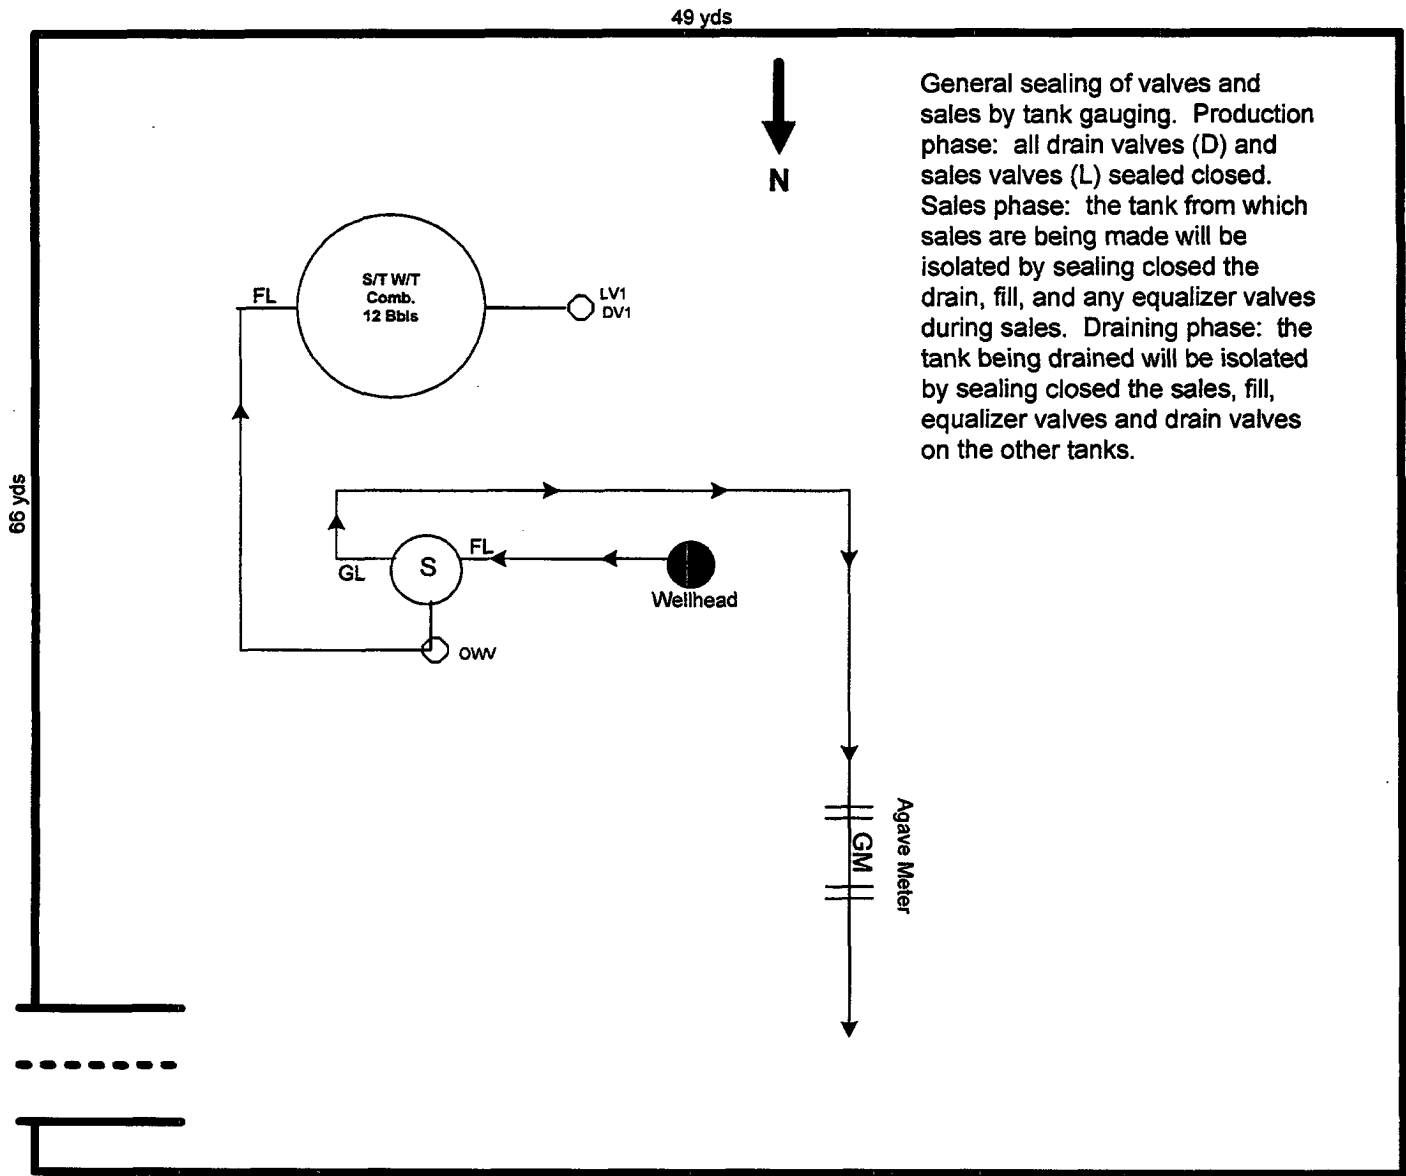 49 yds
General sealing of valves and
sales by tank gauging. Production
phase: all drain valves (D) and
sales valves (L) sealed closed.
Sales phase: the tank from which
sales are being made will be
isolated by sealing closed the
drain, fill, and any equalizer valves
during sales. Draining phase: the
tank being drained will be isolated
by sealing closed the sales, fill,
equalizer valves and drain valves
on the other tanks.
N
S/T W/T
Comb.
12 Bbls
FL
LV1
DV1
66 yds
GL
S
FL
Wellhead
OWV
GM
Agave Meter